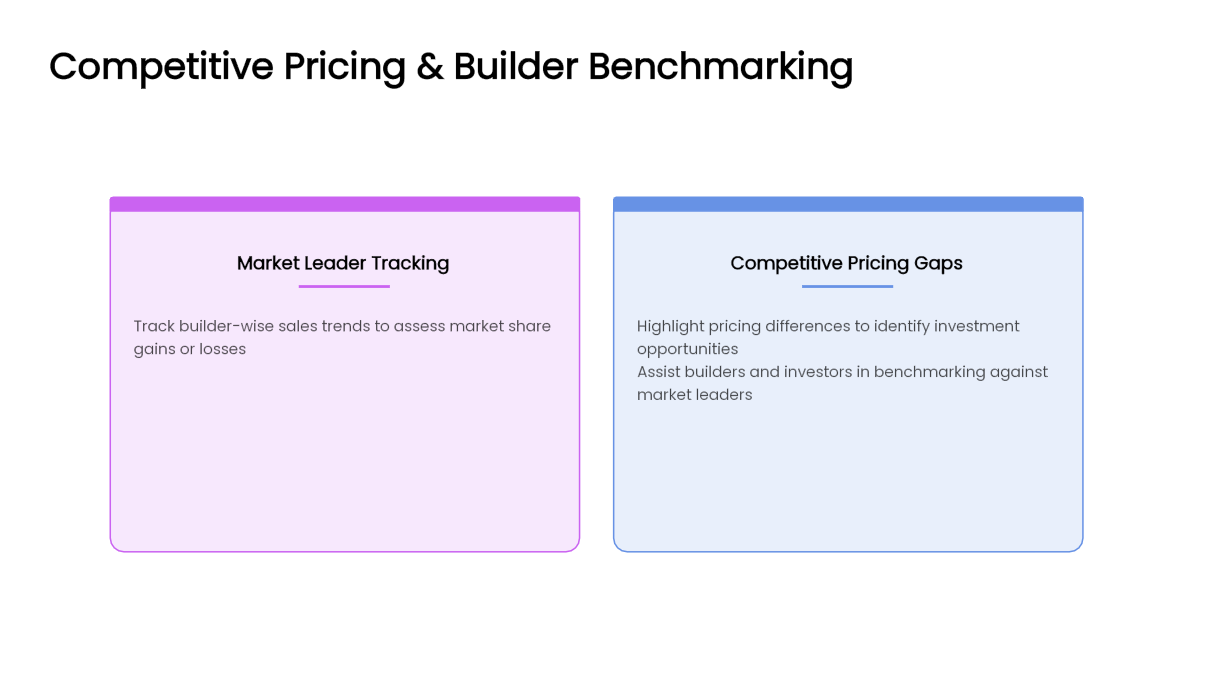 Competitive Pricing & Builder Benchmarking
Market Leader Tracking
Track builder-wise sales trends to assess market share
gains or losses
Competitive Pricing Gaps
Highlight pricing differences to identify investment
opportunities
Assist builders and investors in benchmarking against
market leaders